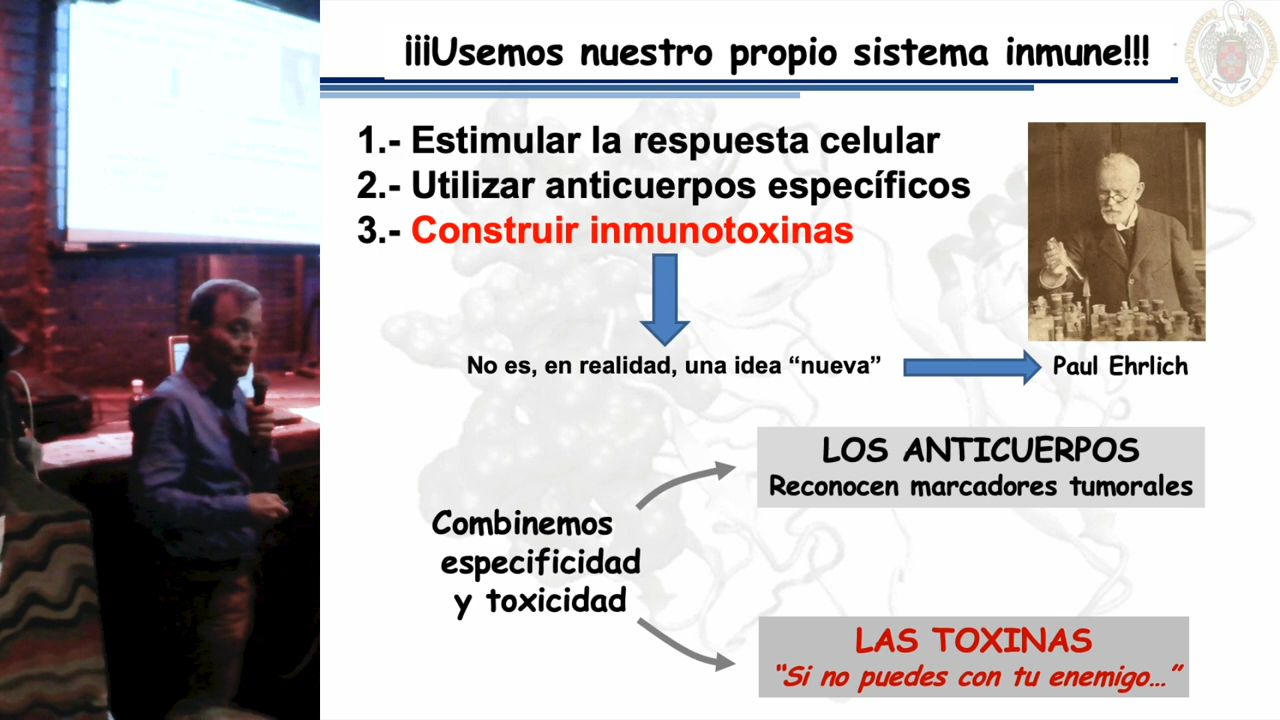 ¡¡¡Usemos nuestro propio sistema inmune!!!
1.- Estimular la respuesta celular
2.- Utilizar anticuerpos específicos
3.- Construir inmunotoxinas
No es, en realidad, una idea “nueva”
Paul Ehrlich
LOS ANTICUERPOS
Reconocen marcadores tumorales
Combinemos
especificidad
y toxicidad
LAS TOXINAS
“Si no puedes con tu enemigo…”